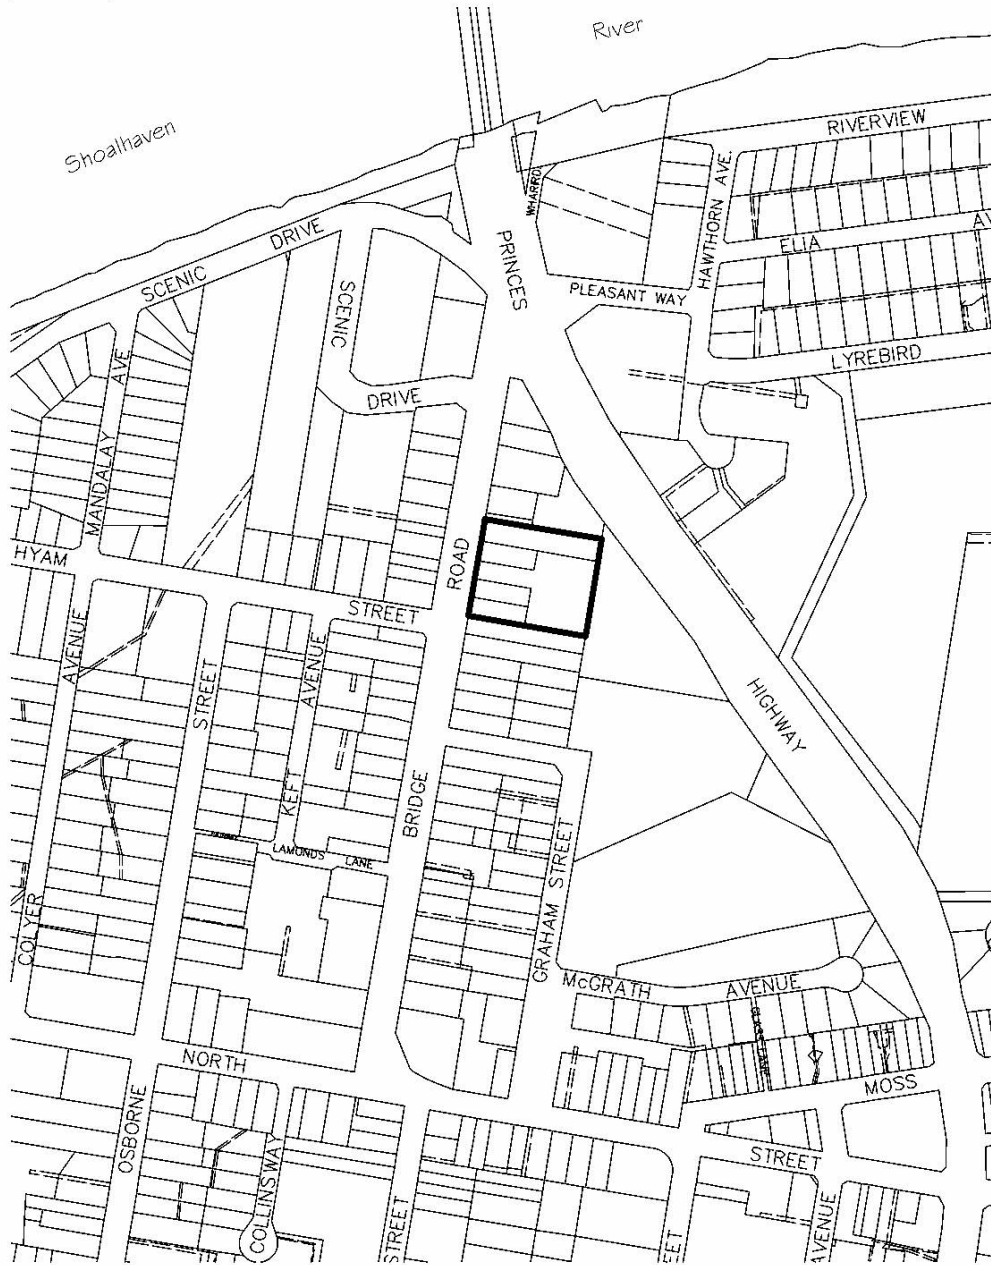 River
Shoalhaven
RIVERVIEW
WHARF RD
HAWTHORN AVE.
DRIVE
ELIA
AV
SCENIC
PRINCES
SCENIC
PLEASANT WAY
LYREBIRD
MANDALAY AVE
DRIVE
HYAM
ROAD
STREET
AVENUE
AVENUE
STREET
HIGHWAY
KEFT
BRIDGE
LAMONDS LANE
GRAHAM STREET
COLYER
McGRATH
AVENUE
NORTH
MOSS
OSBORNE
STREET
COLLINSWAY
STREET
EET
AVENUE